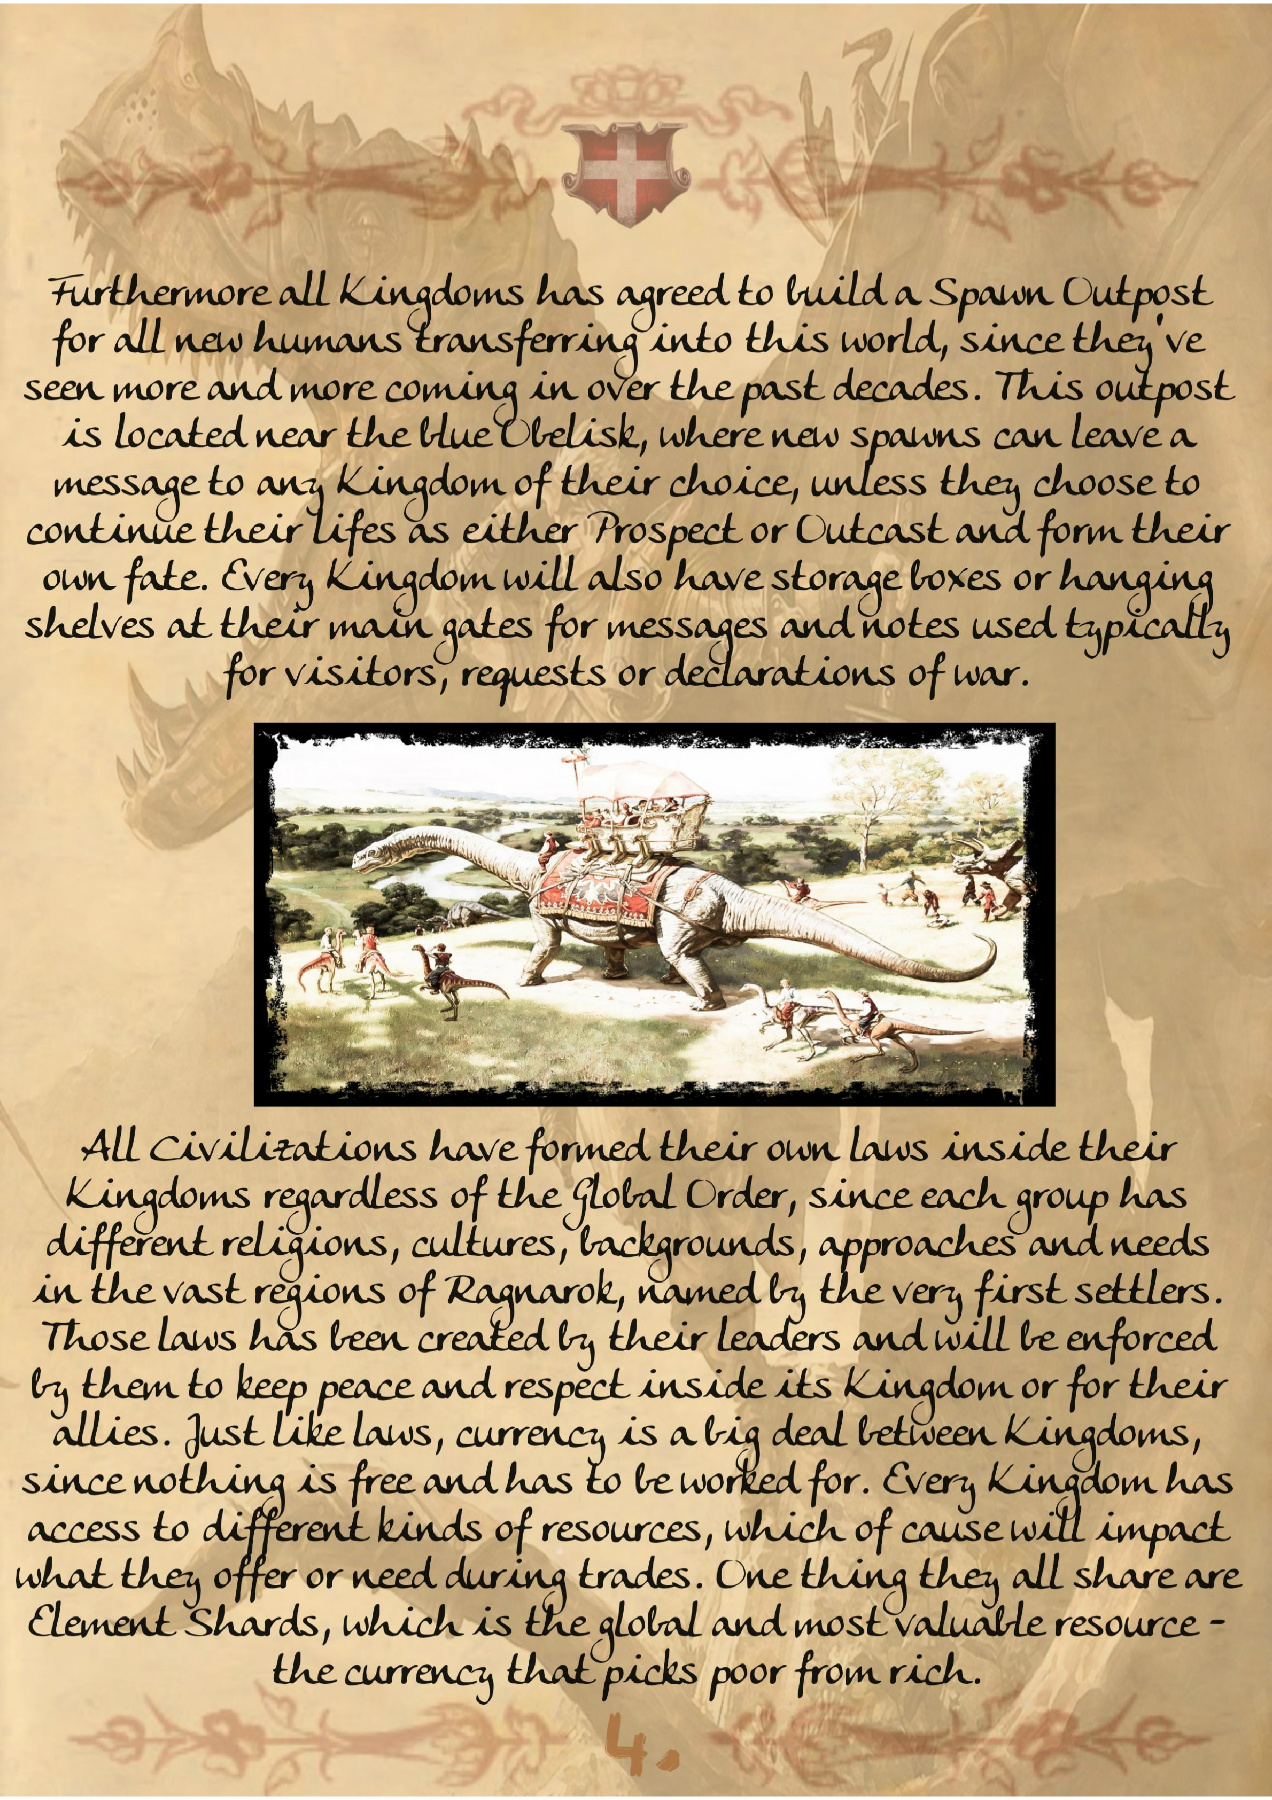 Furthermore all Kingdoms has agreed to build a Spawn Outpost
for all new humans transferring into this world, since they've
seen more and more coming in over the past decades. This outpost
is located near the blue Obelisk, where new spawns can leave a
message to any Kingdom of their choice, unless they choose to
continue their lifes as either Prospect or Outcast and form their
own fate. Every Kingdom will also have storage boxes or hanging
shelves at their main gates for messages and notes used typically
for visitors, requests or declarations of war.
All Civilizations have formed their own laws inside their
Kingdoms regardless of the Global Order, since each group has
different religions, cultures, backgrounds, approaches and needs
in the vast regions of Ragnarok, named by the very first settlers.
Those laws has been created by their leaders and will be enforced
by them to keep peace and respect inside its Kingdom or for their
allies. Just like laws, currency is a big deal between Kingdoms,
since nothing is free and has to be worked for. Every Kingdom has
access to different kinds of resources, which of cause will impact
what they offer or need during trades. One thing they all share are
Element Shards, which is the global and most valuable resource -
the currency that picks poor from rich.
4.